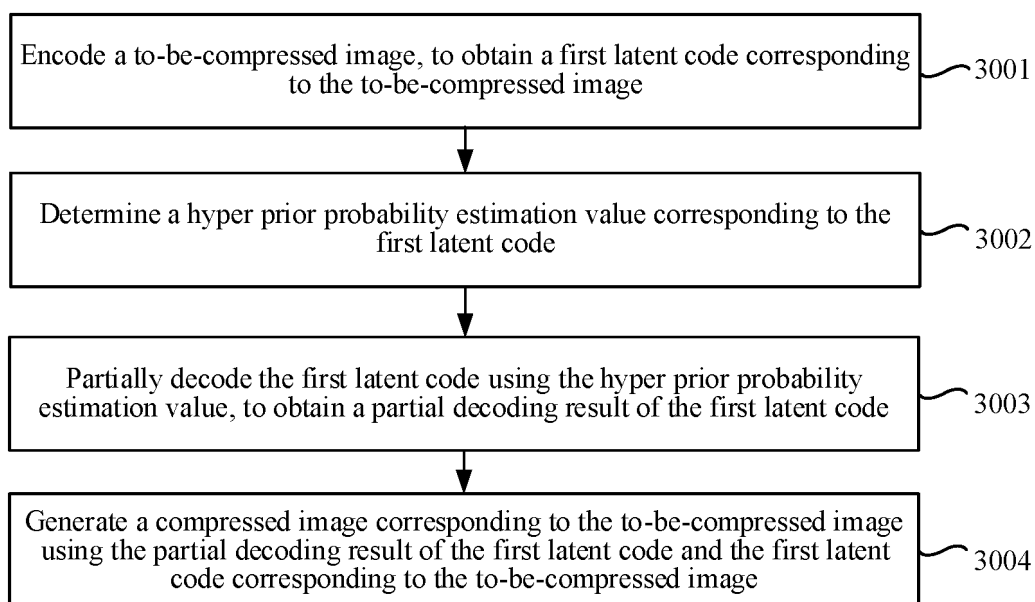 Encode a to-be-compressed image, to obtain a first latent code corresponding
to the to-be-compressed image
3001
Determine a hyper prior probability estimation value corresponding to the
first latent code
3002
Partially decode the first latent code using the hyper prior probability
estimation value, to obtain a partial decoding result of the first latent code
3003
Generate a compressed image corresponding to the to-be-compressed image
using the partial decoding result of the first latent code and the first latent
code corresponding to the to-be-compressed image
3004